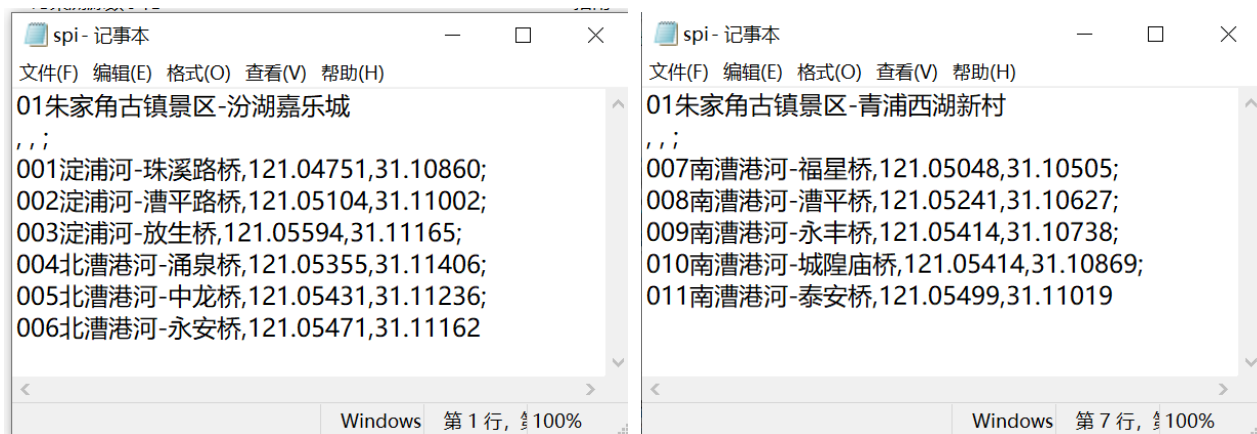 spi - 记事本
文件(F) 编辑(E) 格式(O) 查看(V) 帮助(H)
01朱家角古镇景区-汾湖嘉乐城
, , ;
001淀浦河-珠溪路桥,121.04751,31.10860;
002淀浦河-漕平路桥,121.05104,31.11002;
003淀浦河-放生桥,121.05594,31.11165;
004北漕港河-涌泉桥,121.05355,31.11406;
005北漕港河-中龙桥,121.05431,31.11236;
006北漕港河-永安桥,121.05471,31.11162
Windows 第 1 行, 100%
spi - 记事本
文件(F) 编辑(E) 格式(O) 查看(V) 帮助(H)
01朱家角古镇景区-青浦西湖新村
, , ;
007南漕港河-福星桥,121.05048,31.10505;
008南漕港河-漕平桥,121.05241,31.10627;
009南漕港河-永丰桥,121.05414,31.10738;
010南漕港河-城隍庙桥,121.05414,31.10869;
011南漕港河-泰安桥,121.05499,31.11019
Windows 第 7 行, 100%